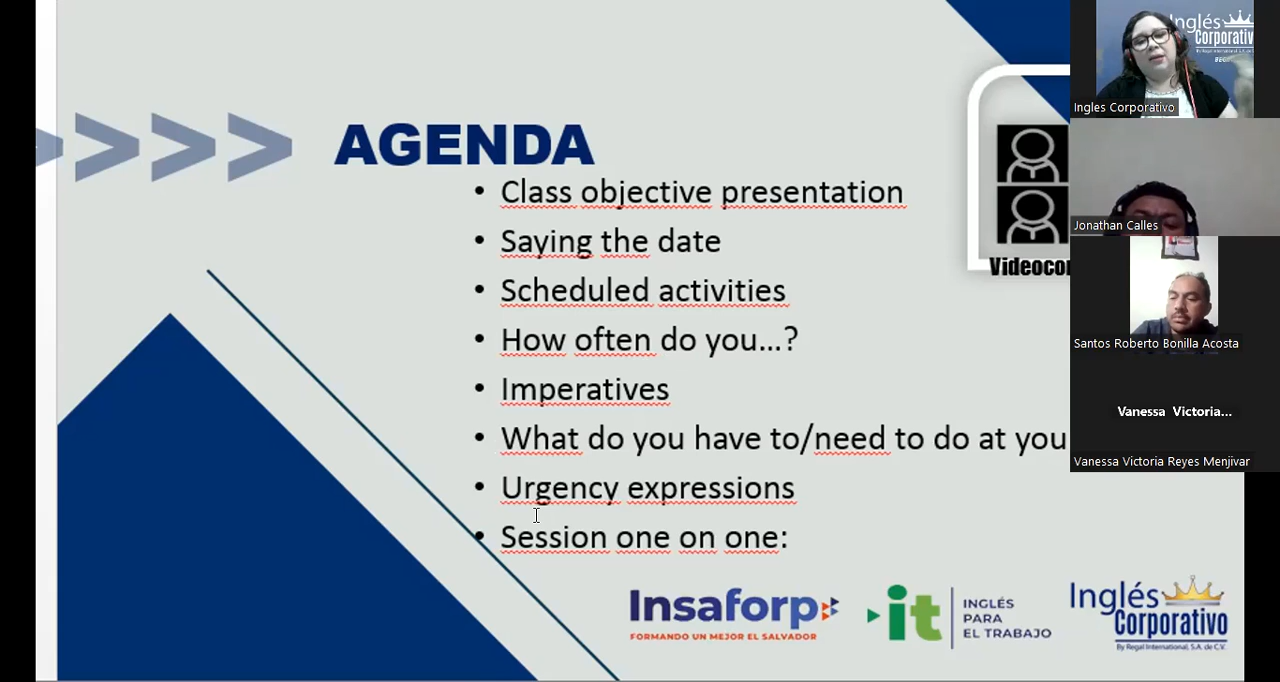 AGENDA
• Class objective presentation
• Saying the date
• Scheduled activities
• How often do you...?
• Imperatives
• What do you have to/need to do at you
• Urgency expressions
• Session one on one:
Videocon
Insaforp
FORMANDO UN MEJOR EL SALVADOR
it
INGLÉS
PARA
EL TRABAJO
Inglés
Corporativo
By Regal International, S.A. de C.V.
Inglés
Corporativo
Ingles Corporativo
Jonathan Calles
Santos Roberto Bonilla Acosta
Vanessa Victoria...
Vanessa Victoria Reyes Menjivar